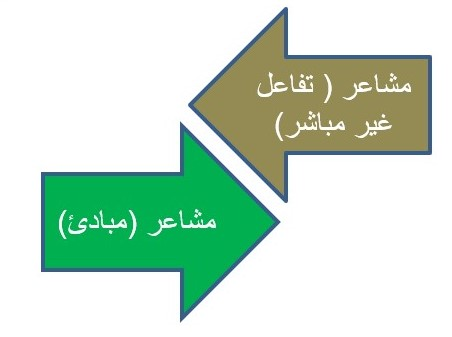 مشاعر ( تفاعل
غير مباشر)
مشاعر (مبادئ)